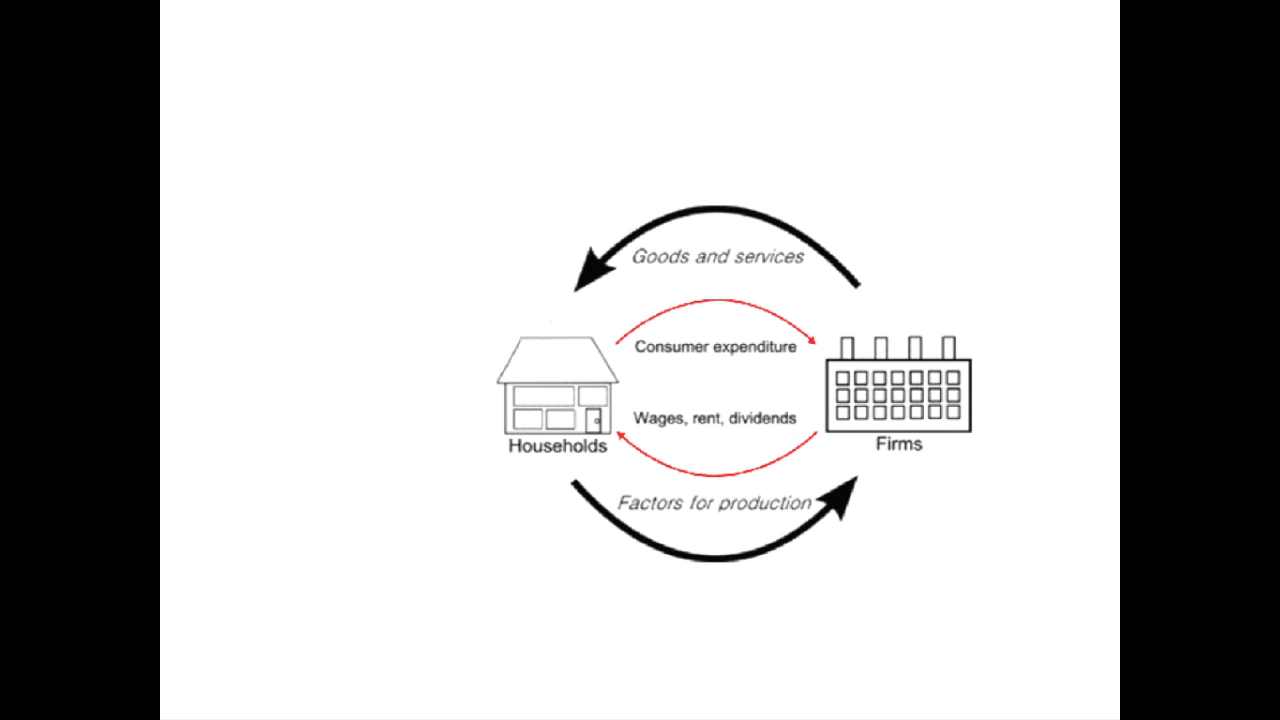 Goods and services
Consumer expenditure
Wages, rent, dividends
Households
Firms
Factors for production